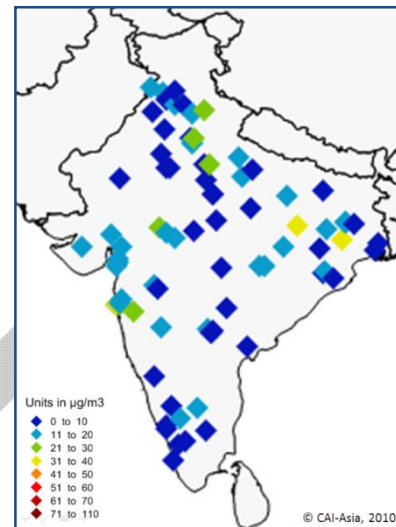 Units in µg/m3
0 to 10
11 to 20
21 to 30
31 to 40
41 to 50
51 to 60
61 to 70
71 to 110
© CAI-Asia, 2010